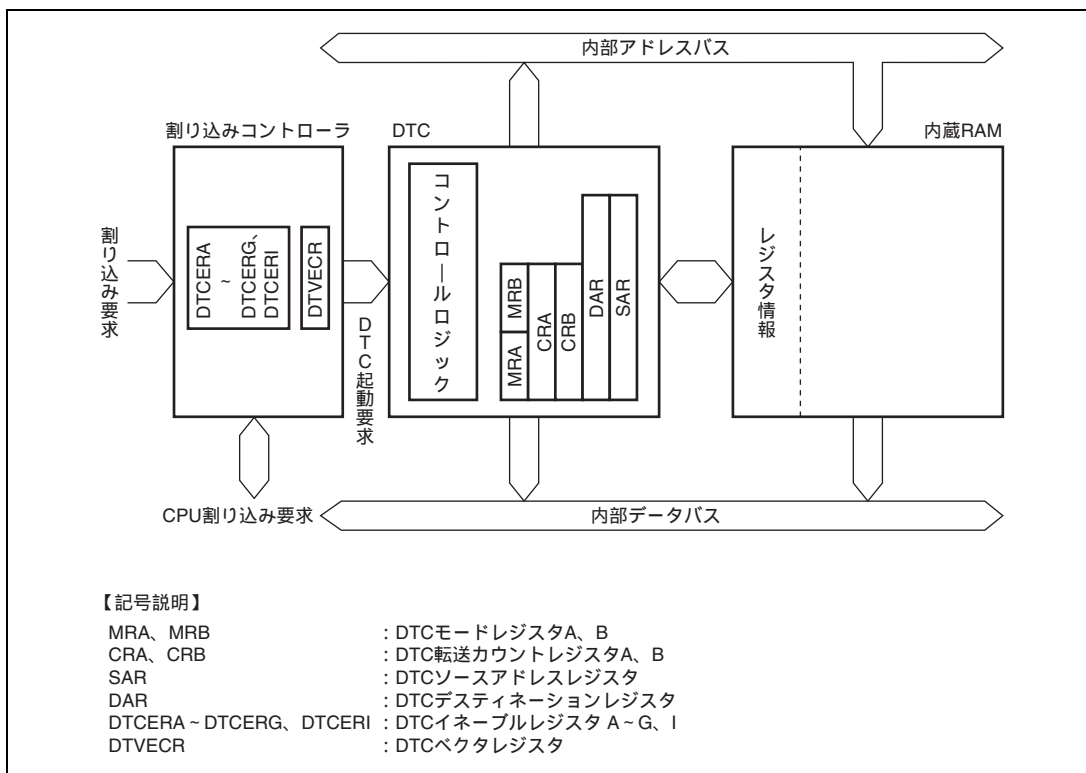 内部アドレスバス
割り込みコントローラ
DTC
内蔵RAM
割り込み要求
DTCERA
~
DTCERG、
DTCERI
DTVECR
DTC起動要求
コントロールロジック
MRA
MRB
CRA
CRB
DAR
SAR
レジスタ情報
CPU割り込み要求
内部データバス
【記号説明】
MRA、MRB : DTCモードレジスタA、B
CRA、CRB : DTC転送カウントレジスタA、B
SAR : DTCソースアドレスレジスタ
DAR : DTCデスティネーションレジスタ
DTCERA ~ DTCERG、DTCERI : DTCイネーブルレジスタ A ~ G、I
DTVECR : DTCベクタレジスタ